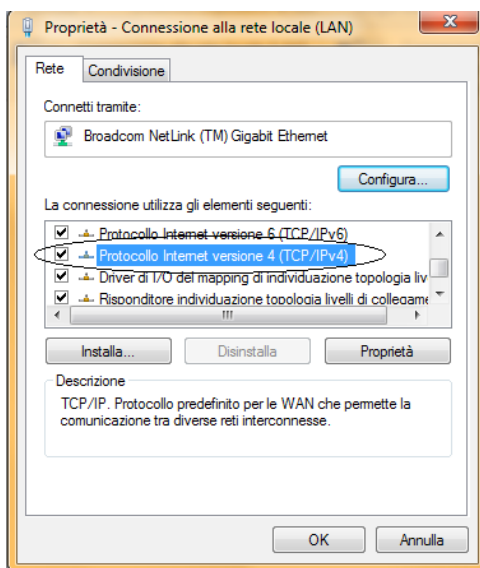 Proprietà - Connessione alla rete locale (LAN)
Rete Condivisione
Connetti tramite:
Broadcom NetLink (TM) Gigabit Ethernet
Configura...
La connessione utilizza gli elementi seguenti:
Protocollo Internet versione 6 (TCP/IPv6)
Protocollo Internet versione 4 (TCP/IPv4)
Driver di I/O del mapping di individuazione topologia liv
Risponditore individuazione topologia livelli di collegame
Installa... Disinstalla Proprietà
Descrizione
TCP/IP. Protocollo predefinito per le WAN che permette la
comunicazione tra diverse reti interconnesse.
OK Annulla